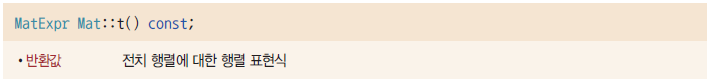 MatExpr Mat::t() const;
• 반환값 전치 행렬에 대한 행렬 표현식